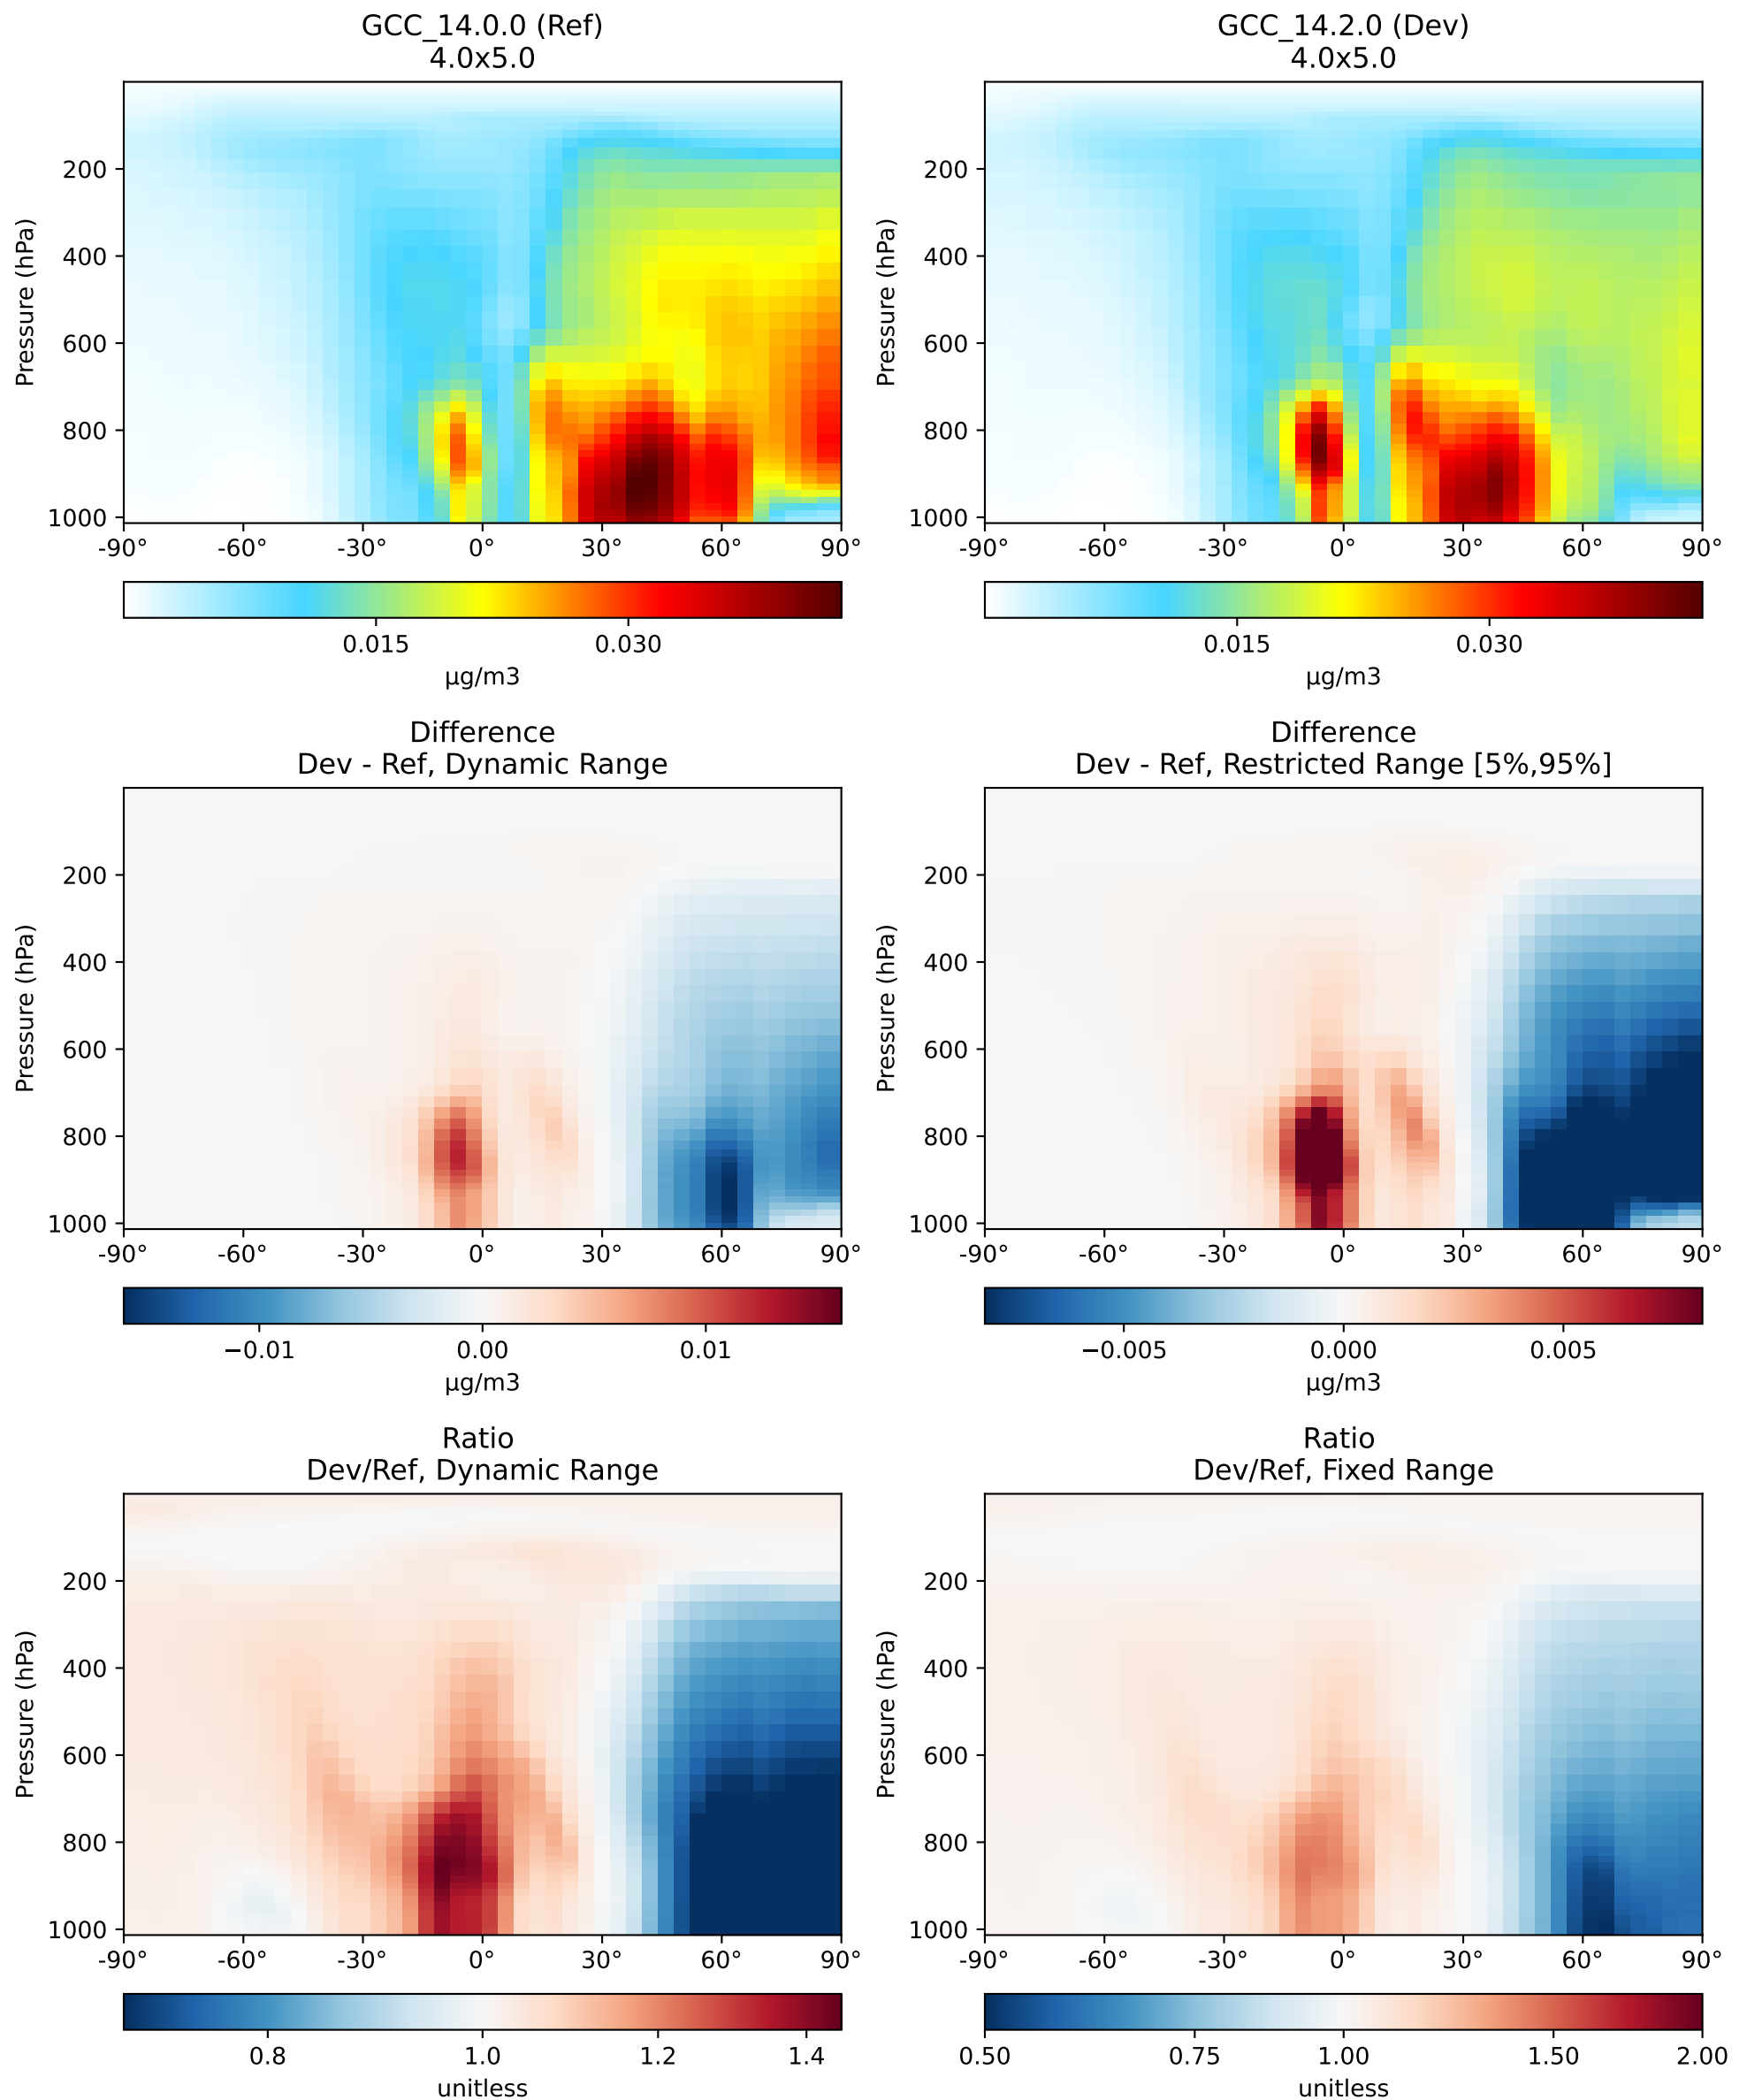 GCC_14.0.0 (Ref)
4.0x5.0
Pressure (hPa)
200
400
600
800
1000
-90° -60° -30° 0° 30° 60° 90°
0.015 0.030
µg/m3
GCC_14.2.0 (Dev)
4.0x5.0
Pressure (hPa)
200
400
600
800
1000
-90° -60° -30° 0° 30° 60° 90°
0.015 0.030
µg/m3
Difference
Dev - Ref, Dynamic Range
Pressure (hPa)
200
400
600
800
1000
-90° -60° -30° 0° 30° 60° 90°
−0.01 0.00 0.01
µg/m3
Difference
Dev - Ref, Restricted Range [5%,95%]
Pressure (hPa)
200
400
600
800
1000
-90° -60° -30° 0° 30° 60° 90°
−0.005 0.000 0.005
µg/m3
Ratio
Dev/Ref, Dynamic Range
Pressure (hPa)
200
400
600
800
1000
-90° -60° -30° 0° 30° 60° 90°
0.8 1.0 1.2 1.4
unitless
Ratio
Dev/Ref, Fixed Range
Pressure (hPa)
200
400
600
800
1000
-90° -60° -30° 0° 30° 60° 90°
0.50 0.75 1.00 1.50 2.00
unitless